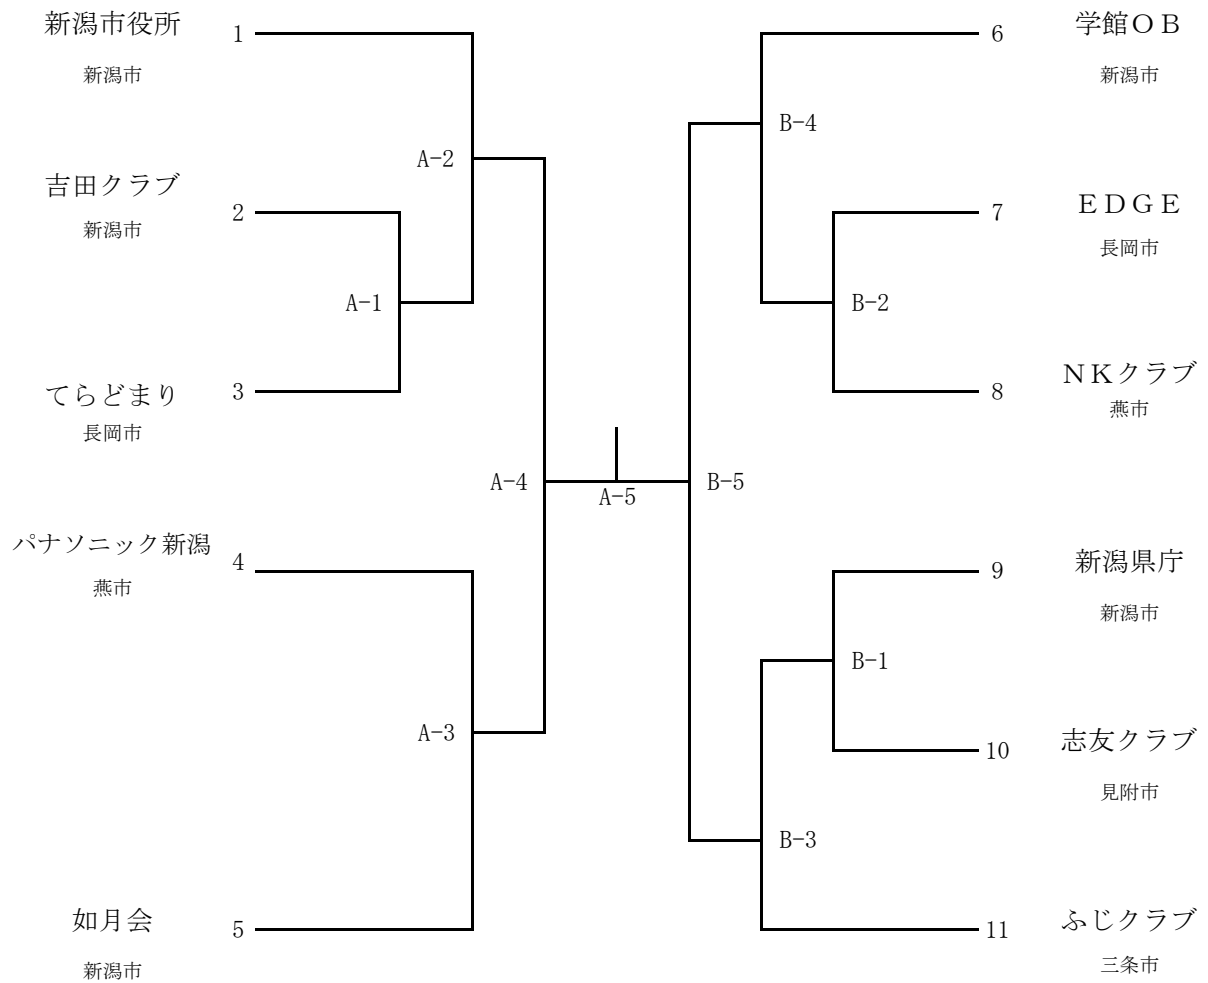 新潟市役所
1
新潟市
A-2
吉田クラブ
2
新潟市
A-1
てらどまり
3
長岡市
A-4
パナソニック新潟
4
燕市
A-3
如月会
5
新潟市
A-5
学館ＯＢ
6
新潟市
B-4
ＥＤＧＥ
7
長岡市
B-2
ＮＫクラブ
8
燕市
B-5
新潟県庁
9
新潟市
B-1
志友クラブ
10
見附市
B-3
ふじクラブ
11
三条市